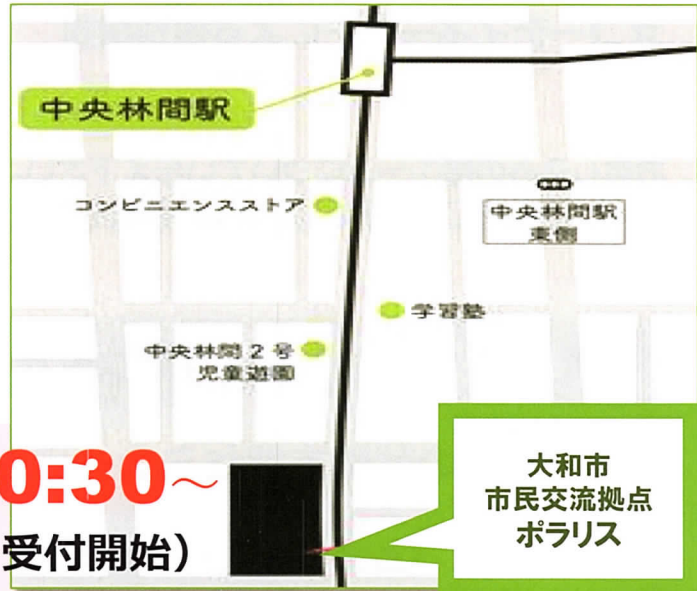 中央林間駅
コンビニエンスストア
中央林間駅
東側
学習塾
中央林間2号
児童遊園
0:30～
受付開始）
大和市
市民交流拠点
ポラリス